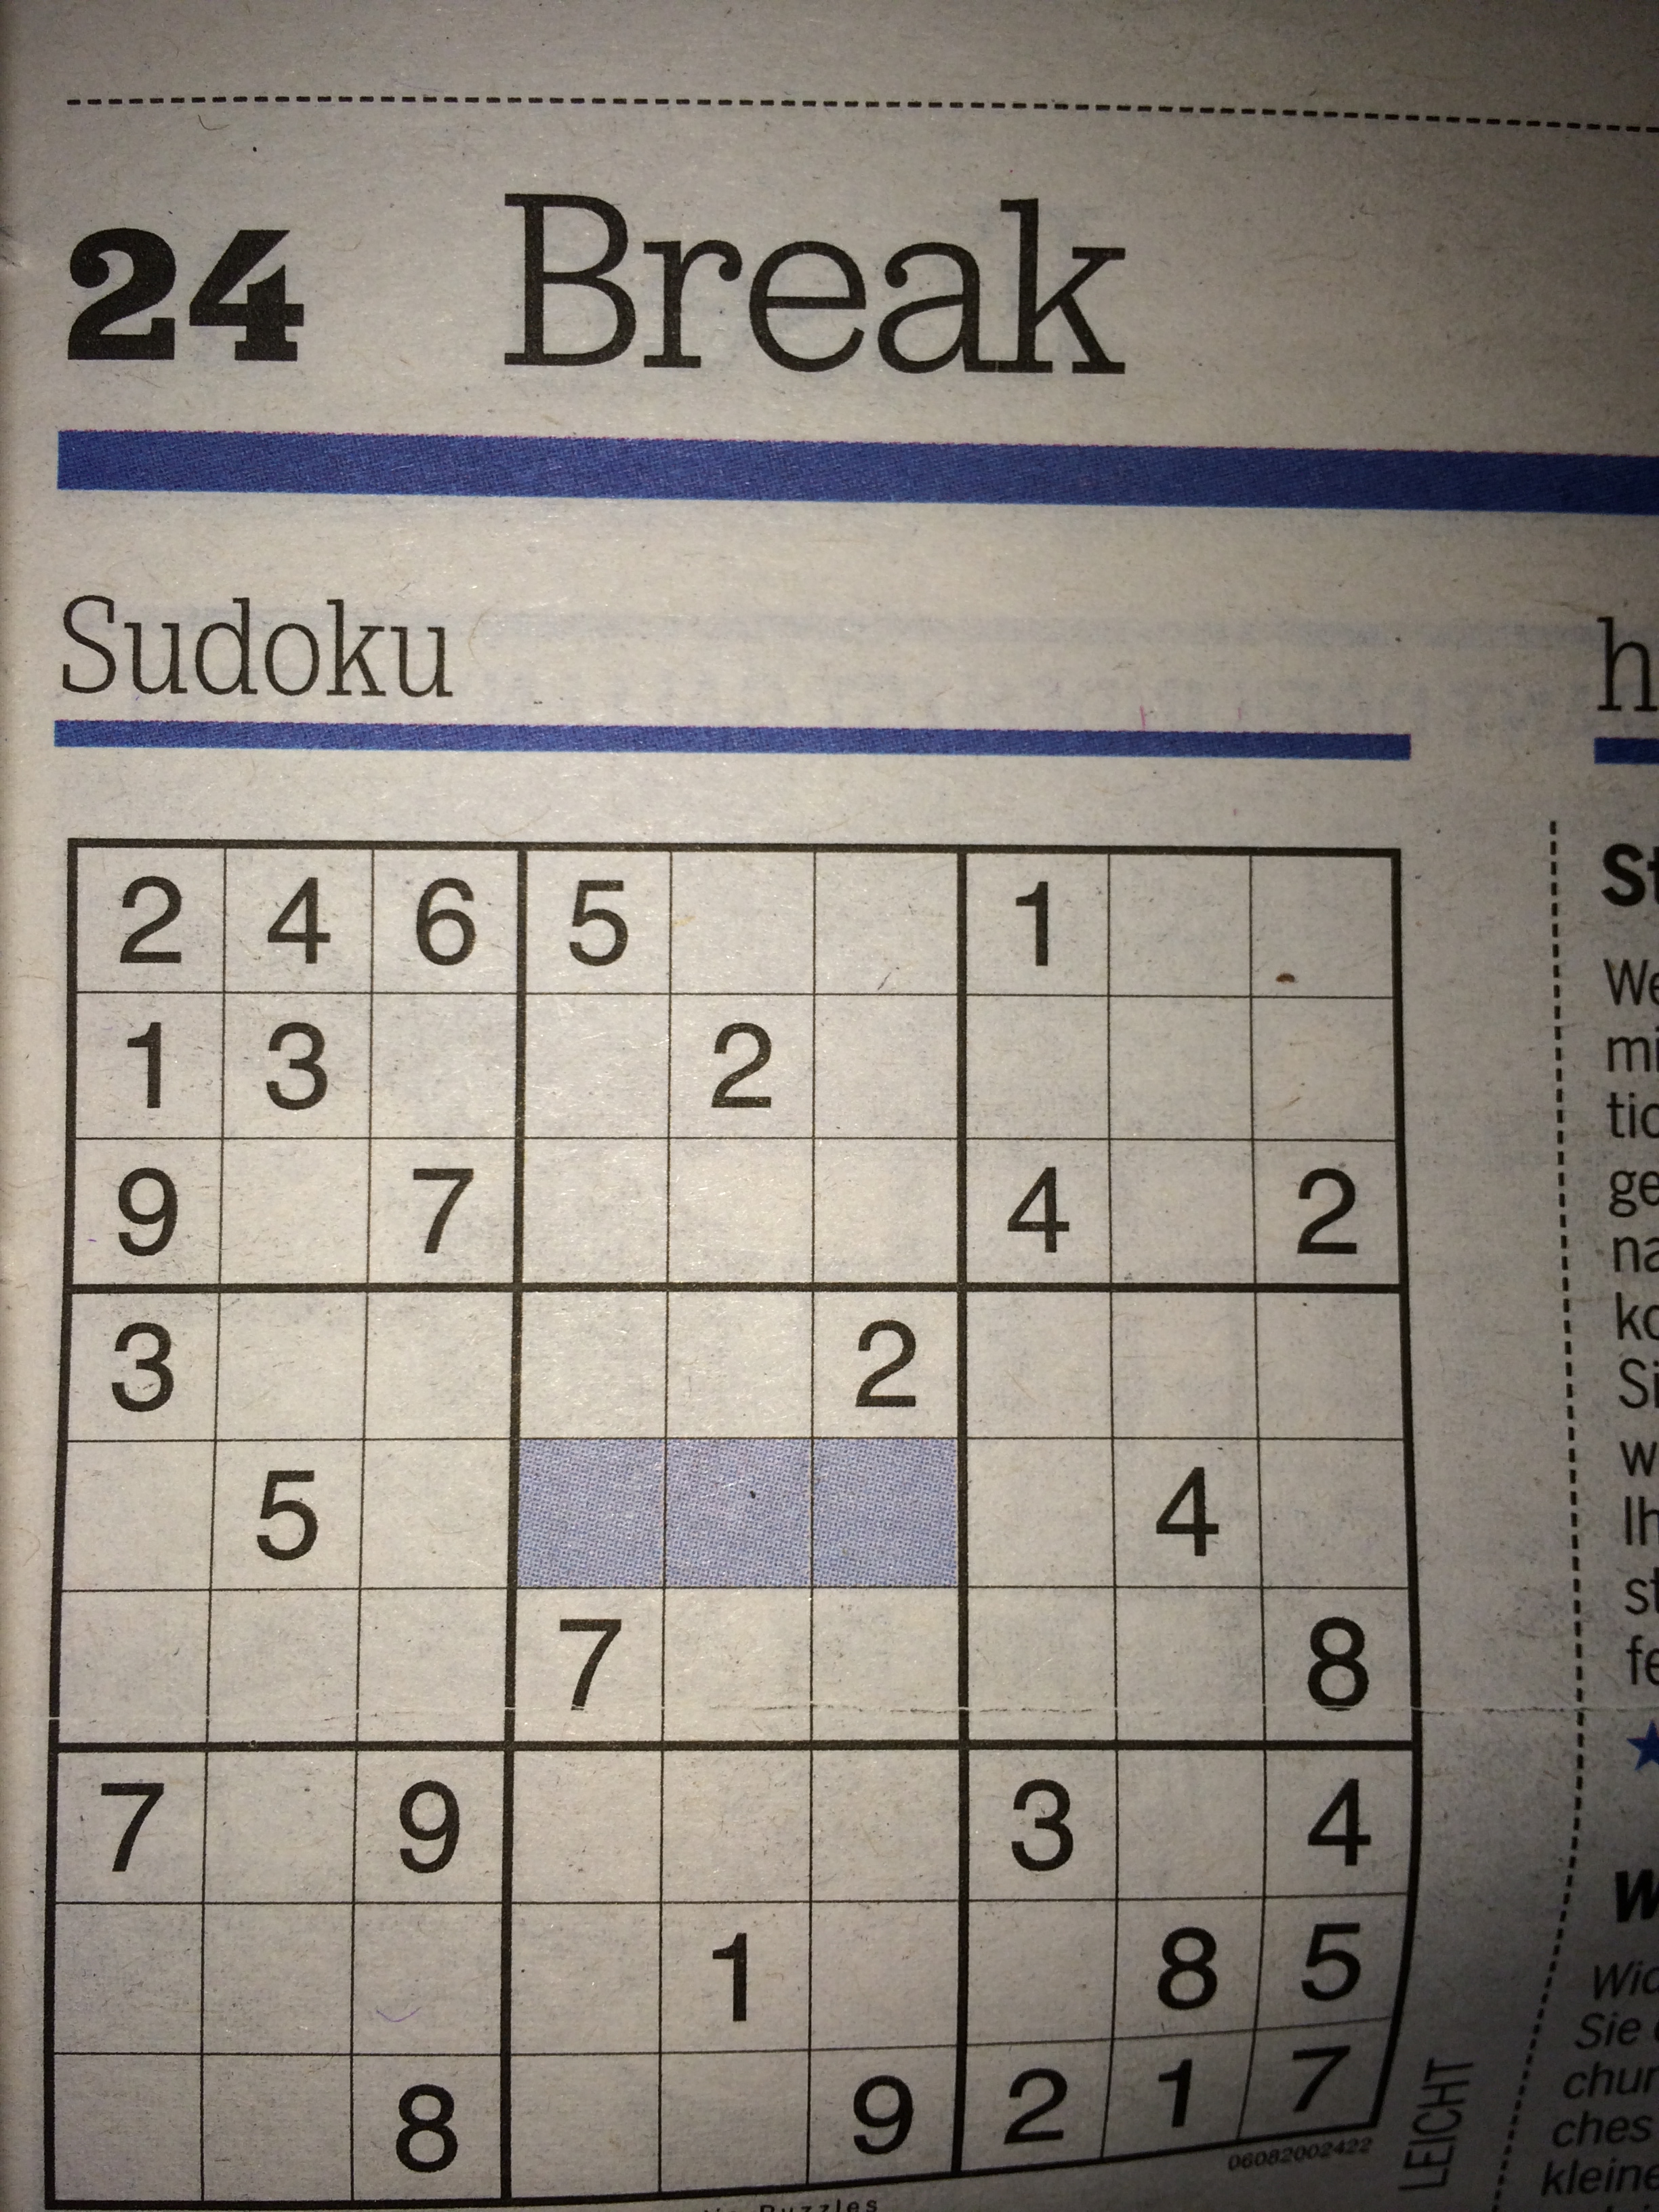 24 Break
Sudoku
h
2 4 6 5 1
1 3 2
9 7 4 2
3 2
5 4
7 8
7 9 3 4
1 8 5
8 9 2 1 7
06082002422
LEICHT
Puzzles
St
We
mi
tio
ge
na
ko
Si
w
Ih
st
fe
W
Wid
Sie
chur
ches
kleine